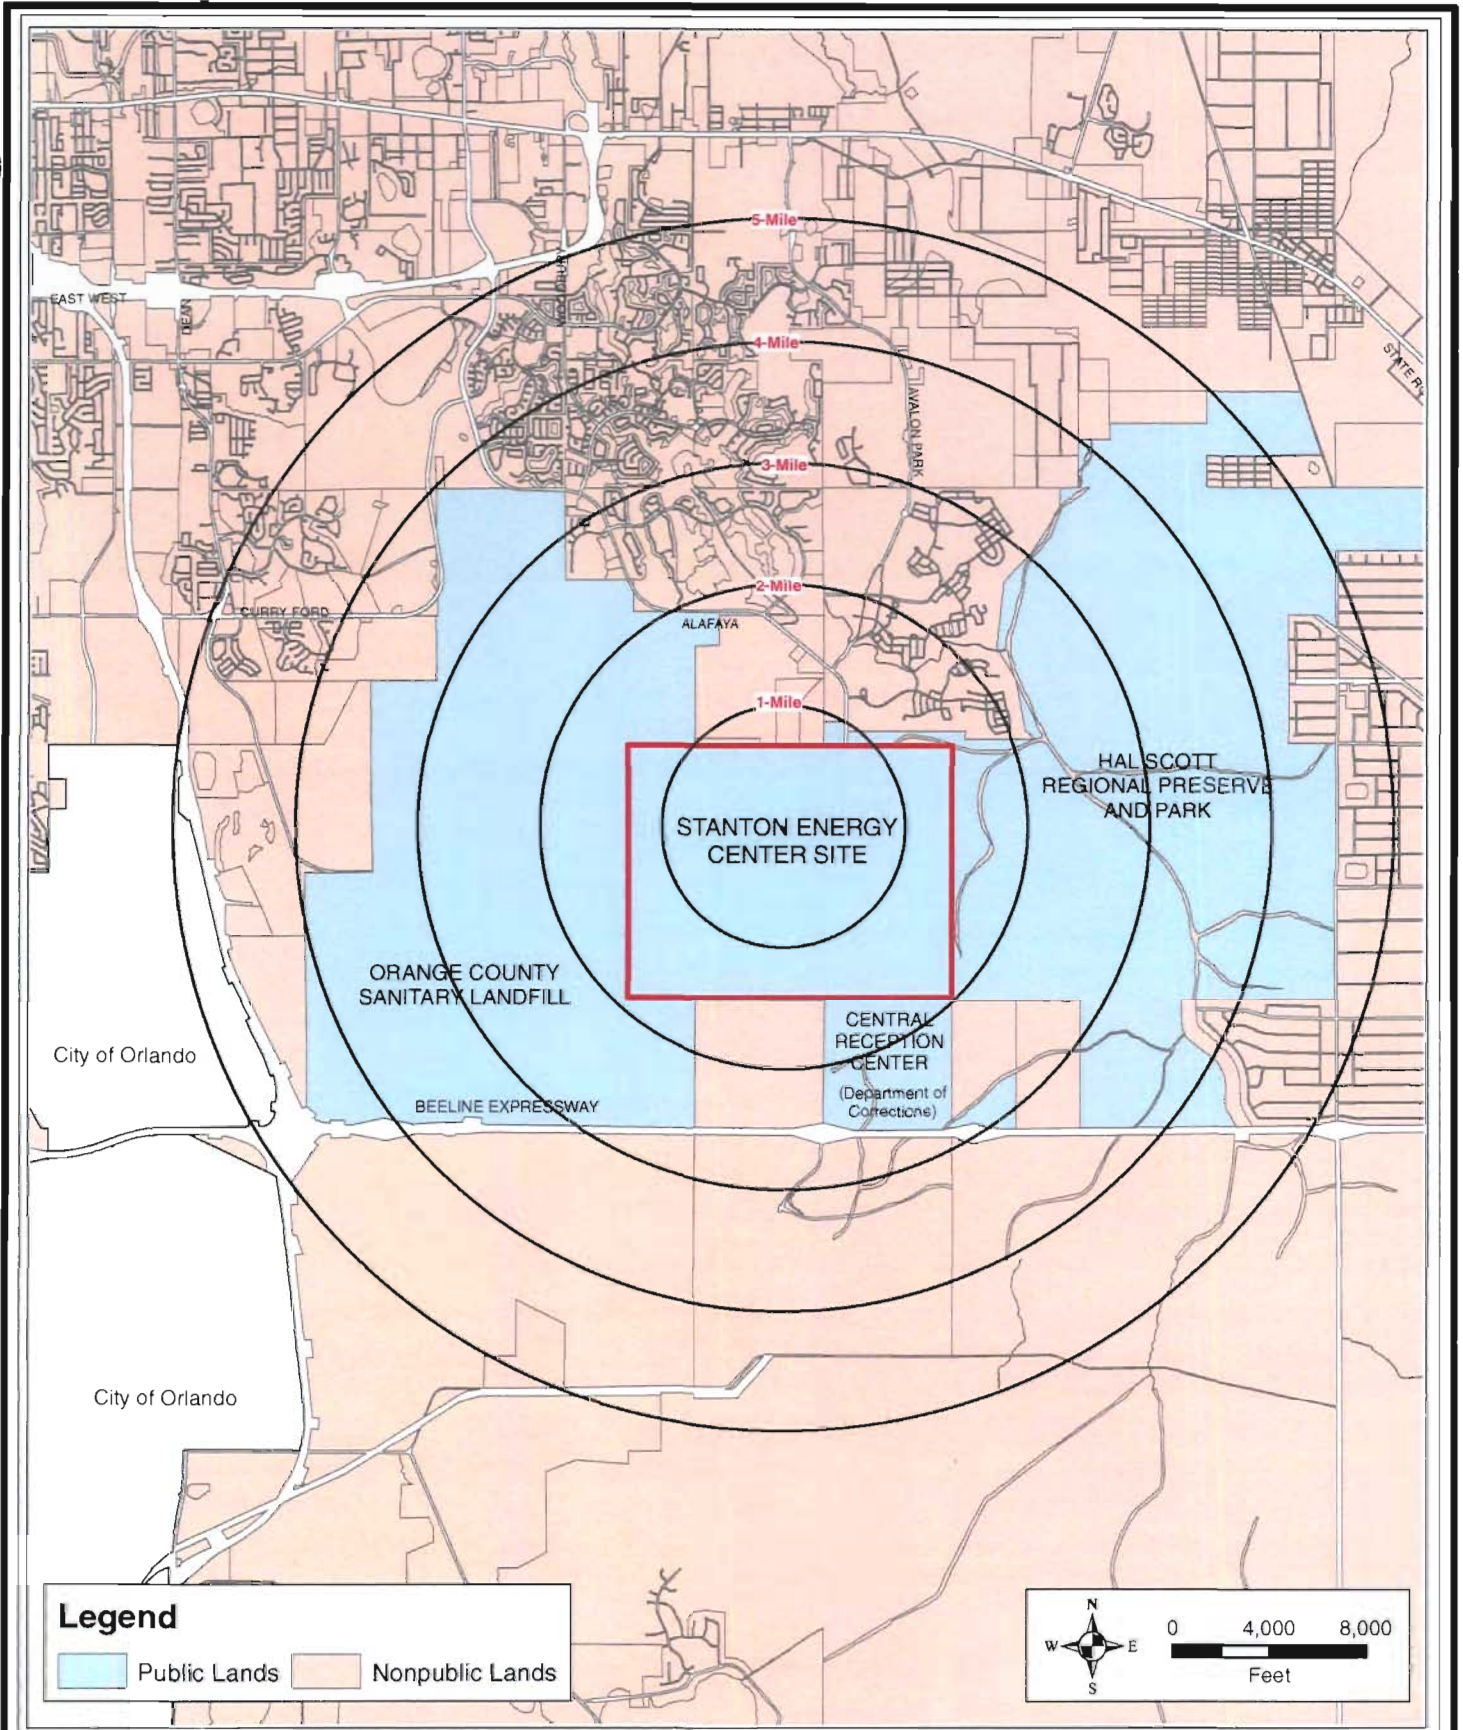 5-Mile
EAST WEST
DEAN
WOODBURY
4-Mile
STATE R
AVALON PARK
3-Mile
2-Mile
CURRY FORD
ALAFAYA
1-Mile
HAL SCOTT
REGIONAL PRESERVE
AND PARK
STANTON ENERGY
CENTER SITE
ORANGE COUNTY
SANITARY LANDFILL
CENTRAL
RECEPTION
CENTER
(Department of
Corrections)
City of Orlando
BEELINE EXPRESSWAY
City of Orlando
Legend
Public Lands
Nonpublic Lands
N
W
E
S
0
4,000
8,000
Feet